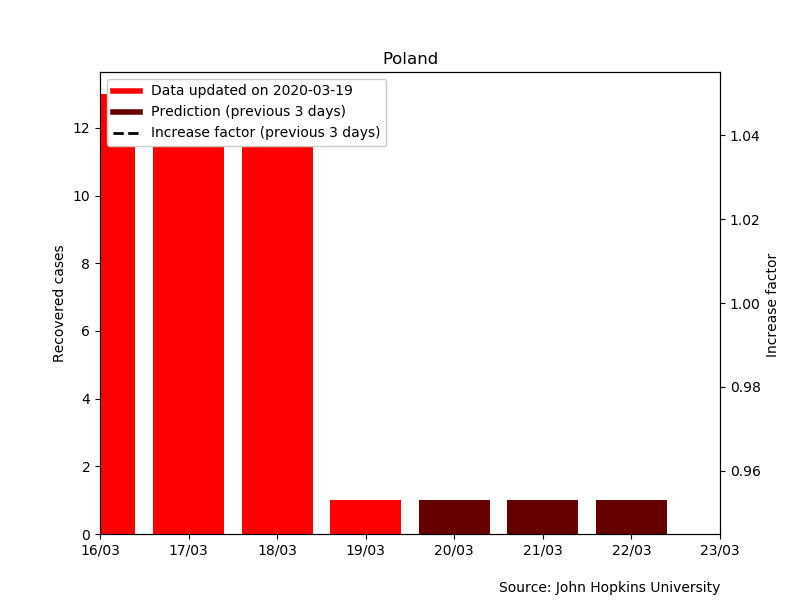 Poland
Data updated on 2020-03-19
Prediction (previous 3 days)
Increase factor (previous 3 days)
Recovered cases
12
10
8
6
4
2
0
1.04
1.02
1.00
0.98
0.96
Increase factor
16/03 17/03 18/03 19/03 20/03 21/03 22/03 23/03
Source: John Hopkins University